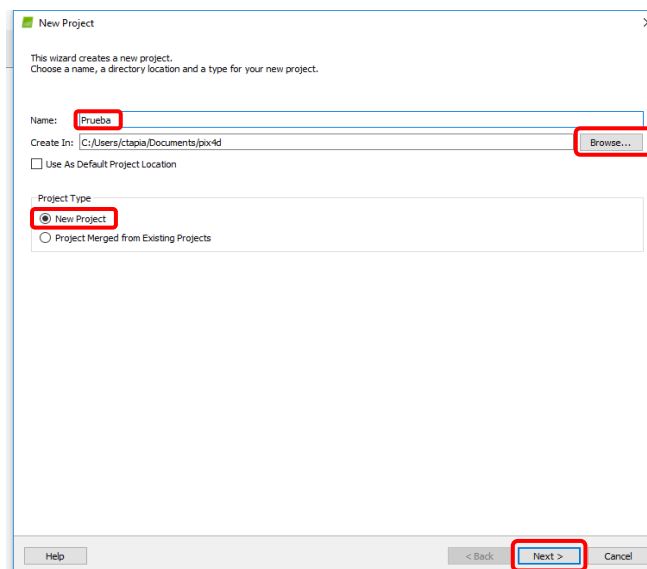 New Project
This wizard creates a new project.
Choose a name, a directory location and a type for your new project.
Name: Prueba
Create In: C:/Users/ctapia/Documents/pix4d Browse...
Use As Default Project Location
Project Type
New Project
Project Merged from Existing Projects
Help < Back Next > Cancel